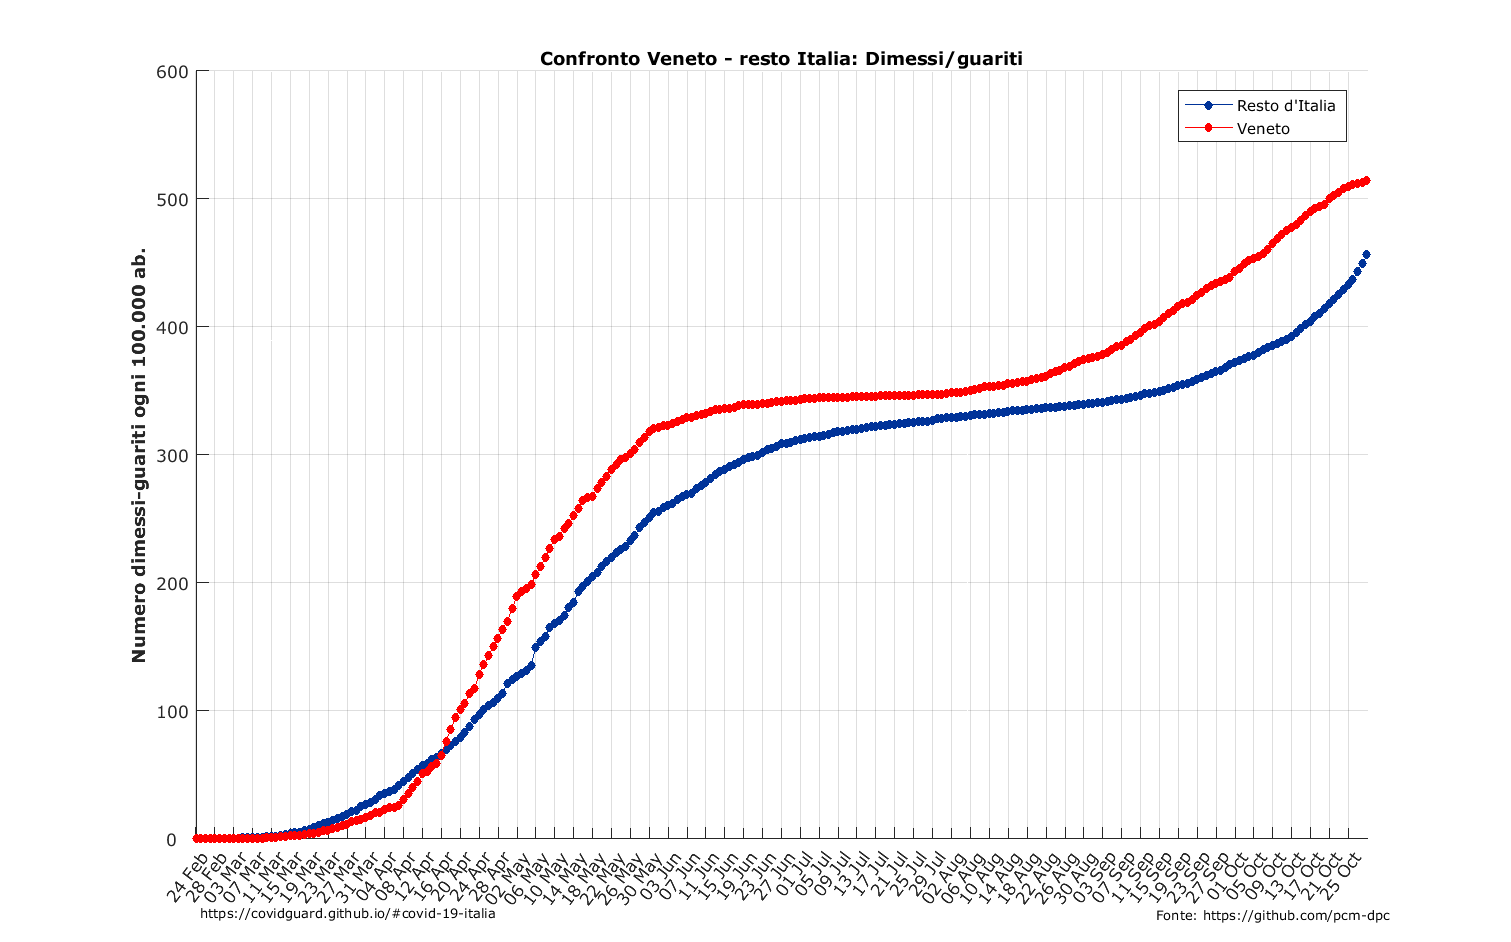 Confronto Veneto - resto Italia: Dimessi/guariti
Resto d'Italia
Veneto
Numero dimessi-guariti ogni 100.000 ab.
600
500
400
300
200
100
0
24 Feb
28 Feb
03 Mar
07 Mar
11 Mar
15 Mar
19 Mar
23 Mar
27 Mar
31 Mar
04 Apr
08 Apr
12 Apr
16 Apr
20 Apr
24 Apr
28 Apr
02 May
06 May
10 May
14 May
18 May
22 May
26 May
30 May
03 Jun
07 Jun
11 Jun
15 Jun
19 Jun
23 Jun
27 Jun
01 Jul
05 Jul
09 Jul
13 Jul
17 Jul
21 Jul
25 Jul
29 Jul
02 Aug
06 Aug
10 Aug
14 Aug
18 Aug
22 Aug
26 Aug
30 Aug
03 Sep
07 Sep
11 Sep
15 Sep
19 Sep
23 Sep
27 Sep
01 Oct
05 Oct
09 Oct
13 Oct
17 Oct
21 Oct
25 Oct
https://covidguard.github.io/#covid-19-italia
Fonte: https://github.com/pcm-dpc